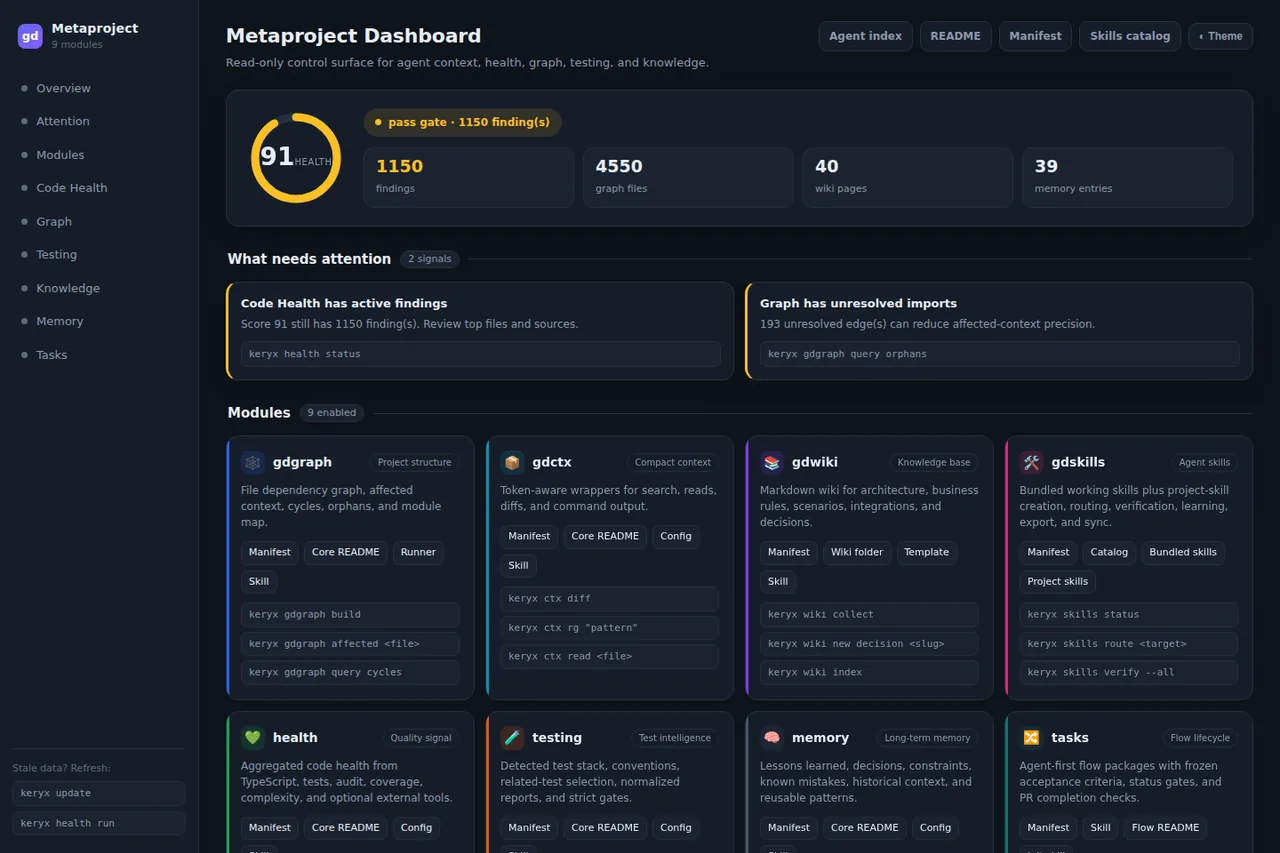 gd
Metaproject
9 modules
Overview
Attention
Modules
Code Health
Graph
Testing
Knowledge
Memory
Tasks
Stale data? Refresh:
keryx update
keryx health run
Metaproject Dashboard
Read-only control surface for agent context, health, graph, testing, and knowledge.
Agent index
README
Manifest
Skills catalog
Theme
91 HEALTH
pass gate · 1150 finding(s)
1150
findings
4550
graph files
40
wiki pages
39
memory entries
What needs attention
2 signals
Code Health has active findings
Score 91 still has 1150 finding(s). Review top files and sources.
keryx health status
Graph has unresolved imports
193 unresolved edge(s) can reduce affected-context precision.
keryx gdgraph query orphans
Modules
9 enabled
gdgraph
Project structure
File dependency graph, affected
context, cycles, orphans, and module
map.
Manifest
Core README
Runner
Skill
keryx gdgraph build
keryx gdgraph affected <file>
keryx gdgraph query cycles
gdctx
Compact context
Token-aware wrappers for search, reads,
diffs, and command output.
Manifest
Core README
Config
Skill
keryx ctx diff
keryx ctx rg "pattern"
keryx ctx read <file>
gdwiki
Knowledge base
Markdown wiki for architecture, business
rules, scenarios, integrations, and
decisions.
Manifest
Wiki folder
Template
Skill
keryx wiki collect
keryx wiki new decision <slug>
keryx wiki index
gdskills
Agent skills
Bundled working skills plus project-skill
creation, routing, verification, learning,
export, and sync.
Manifest
Catalog
Bundled skills
Project skills
keryx skills status
keryx skills route <target>
keryx skills verify --all
health
Quality signal
Aggregated code health from
TypeScript, tests, audit, coverage,
complexity, and optional external tools.
Manifest
Core README
Config
testing
Test intelligence
Detected test stack, conventions,
related-test selection, normalized
reports, and strict gates.
Manifest
Core README
Config
memory
Long-term memory
Lessons learned, decisions, constraints,
known mistakes, historical context, and
reusable patterns.
Manifest
Core README
Config
tasks
Flow lifecycle
Agent-first flow packages with frozen
acceptance criteria, status gates, and
PR completion checks.
Manifest
Skill
Flow README